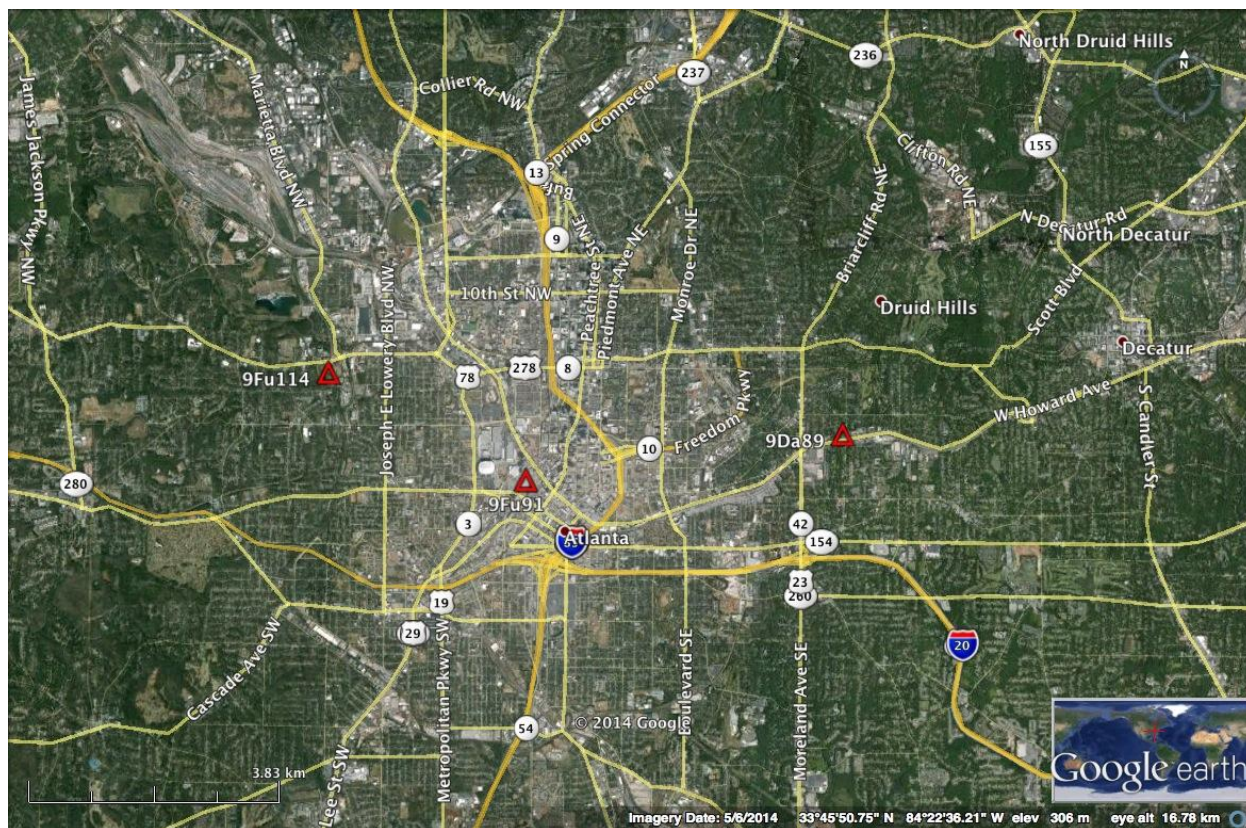 North Druid Hills
236
237
N
Collier Rd NW
James Jackson Pkwy NW
Marietta Blvd NW
Spring Connector
Buf
13
155
Clifton Rd NE
Briarcliff Rd NE
N Decatur Rd
North Decatur
9
Peachtree St NE
Piedmont Ave NE
Monroe Dr NE
10th St NW
Joseph E Lowery Blvd NW
Druid Hills
Scott Blvd
Decatur
9Fu114
78
278
8
W Howard Ave
S Candler St
Freedom Pkwy
9Da89
10
280
9Fu91
3
42
154
Atlanta
23
260
19
29
20
Cascade Ave SW
Metropolitan Pkwy SW
Boulevard SE
Moreland Ave SE
Lee St SW
54
© 2014 Google
3.83 km
Google earth
Imagery Date: 5/6/2014 33°45'50.75" N 84°22'36.21" W elev 306 m eye alt 16.78 km